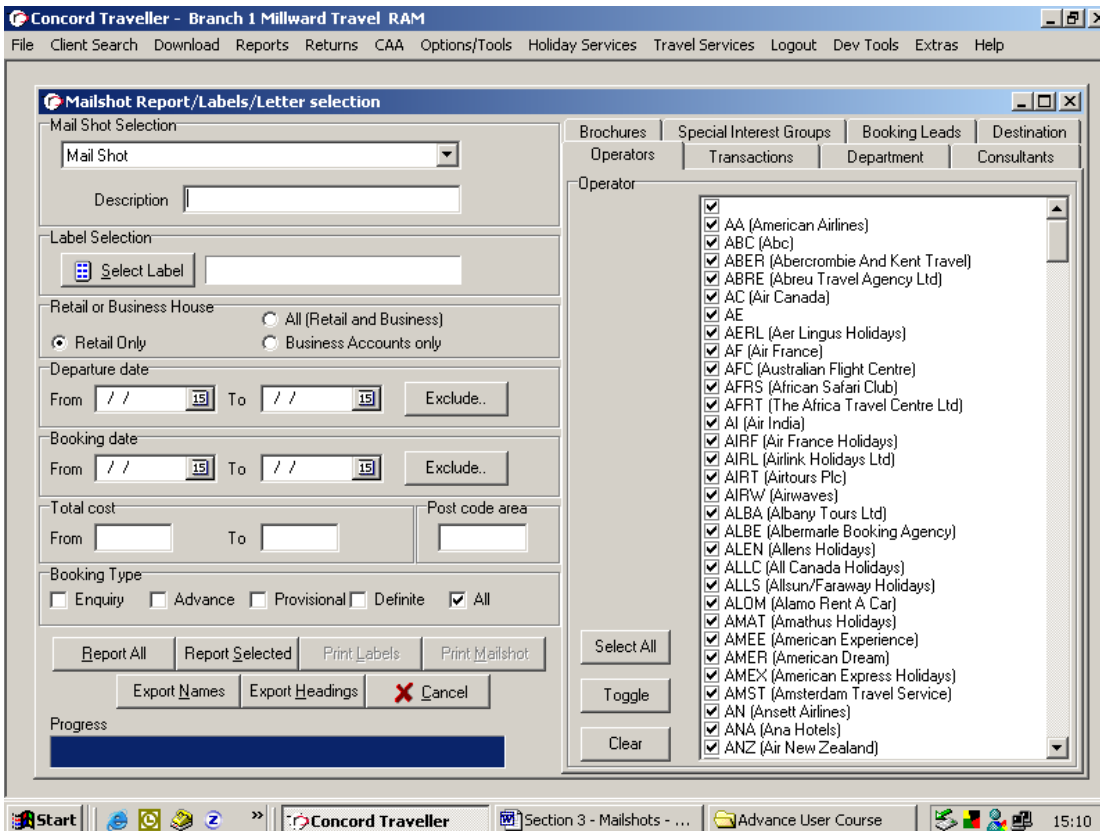 Concord Traveller - Branch 1 Millward Travel RAM
File Client Search Download Reports Returns CAA Options/Tools Holiday Services Travel Services Logout Dev Tools Extras Help
Mailshot Report/Labels/Letter selection
Mail Shot Selection
Mail Shot
Description
Label Selection
Select Label
Retail or Business House
All (Retail and Business)
Retail Only
Business Accounts only
Departure date
From / / 15 To / / 15 Exclude..
Booking date
From / / 15 To / / 15 Exclude..
Total cost
From To
Post code area
Booking Type
Enquiry Advance Provisional Definite All
Report All Report Selected Print Labels Print Mailshot
Export Names Export Headings Cancel
Progress
Brochures Special Interest Groups Booking Leads Destination
Operators Transactions Department Consultants
Operator
AA (American Airlines)
ABC (Abc)
ABER (Abercrombie And Kent Travel)
ABRE (Abreu Travel Agency Ltd)
AC (Air Canada)
AE
AERL (Aer Lingus Holidays)
AF (Air France)
AFC (Australian Flight Centre)
AFRS (African Safari Club)
AFRT (The Africa Travel Centre Ltd)
AI (Air India)
AIRF (Air France Holidays)
AIRL (Airlink Holidays Ltd)
AIRT (Airtours Plc)
AIRW (Airwaves)
ALBA (Albany Tours Ltd)
ALBE (Albermarle Booking Agency)
ALEN (Allens Holidays)
ALLC (All Canada Holidays)
ALLS (Allsun/Faraway Holidays)
ALOM (Alamo Rent A Car)
AMAT (Amathus Holidays)
AMEE (American Experience)
AMER (American Dream)
AMEX (American Express Holidays)
AMST (Amsterdam Travel Service)
AN (Ansett Airlines)
ANA (Ana Hotels)
ANZ (Air New Zealand)
Select All
Toggle
Clear
Start » Concord Traveller Section 3 - Mailshots - ... Advance User Course 15:10